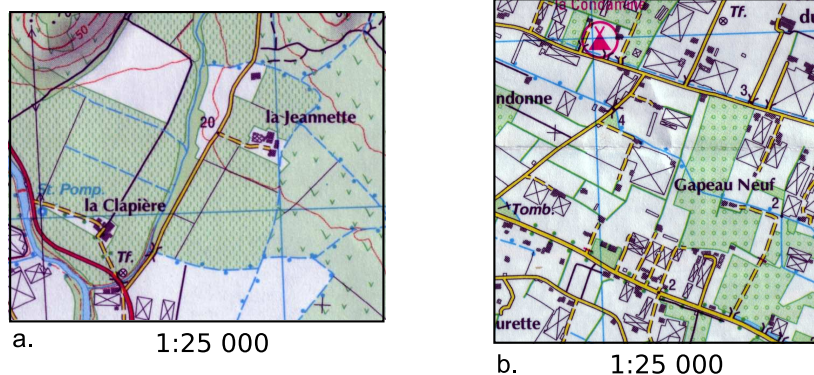 50
20
la Jeannette
St. Pomp.
la Clapière
Tf.
a.
1:25 000
la Condamine
Tf.
du
3
ndonne
4
Gapeau Neuf
Tomb.
2
2
urette
b.
1:25 000